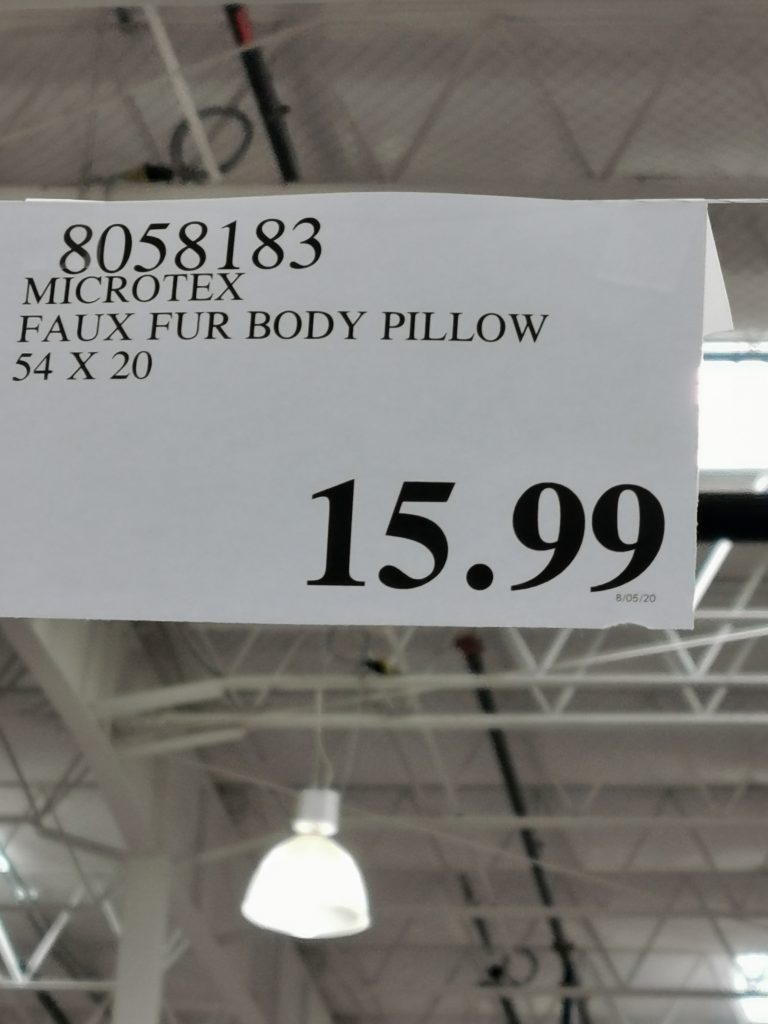 8058183
MICROTEX
FAUX FUR BODY PILLOW
54 X 20
15.99
8/05/20